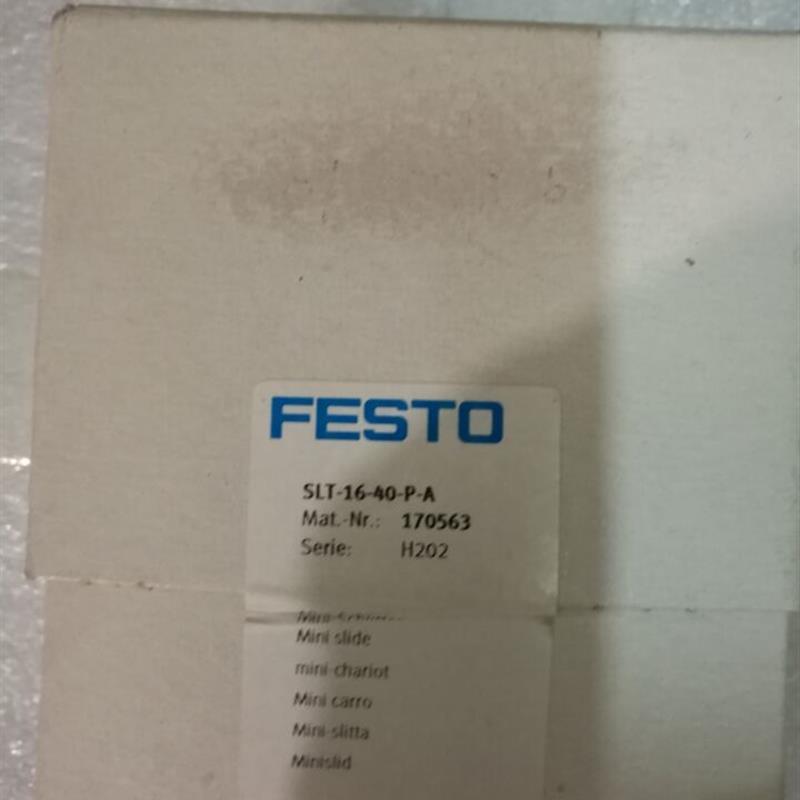 FESTO
SLT-16-40-P-A
Mat.-Nr.: 170563
Serie: H202
Mini slide
mini-chariot
Mini carro
Mini-slitta
Minislid